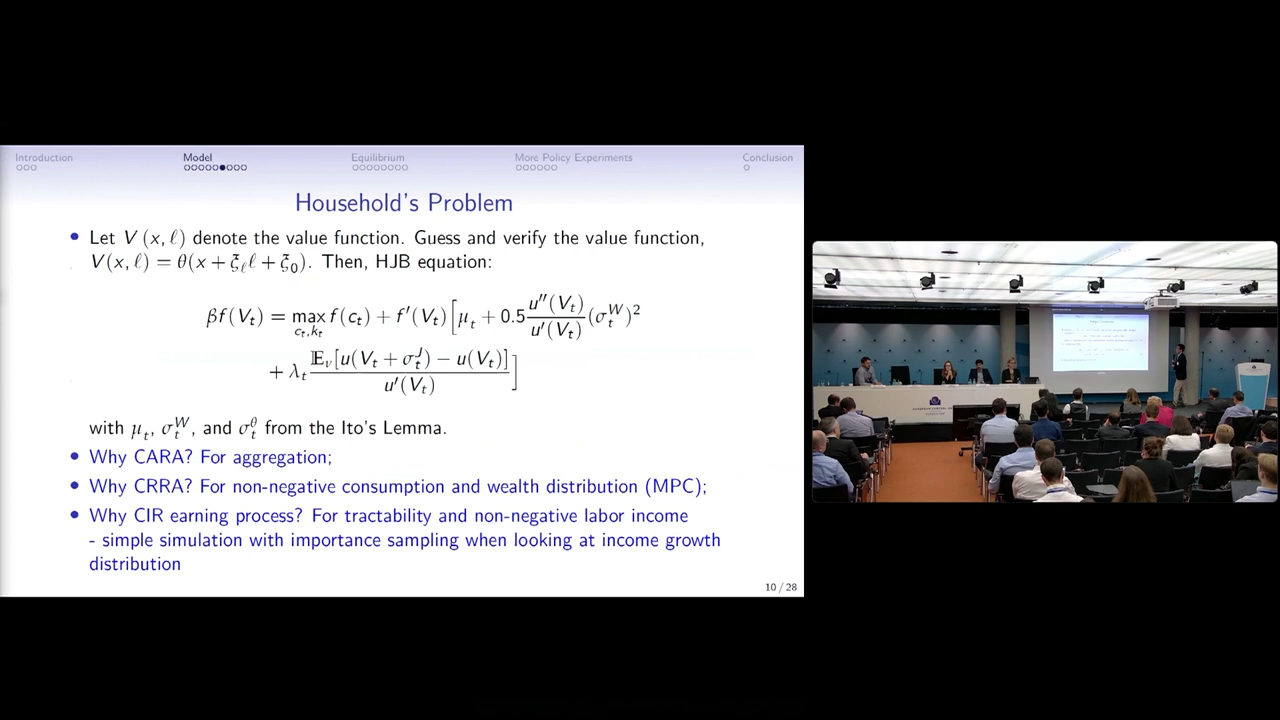 Introduction Model Equilibrium More Policy Experiments Conclusion
Household's Problem
Let V (x, ℓ) denote the value function. Guess and verify the value function,
V(x, ℓ) = θ(x + ξ_ℓ ℓ + ξ_0). Then, HJB equation:
βf(V_t) = max_{c_t,k_t} f(c_t) + f'(V_t)[μ_t + 0.5 u''(V_t)/u'(V_t) (σ_t^W)^2
+ λ_t 𝔼_ν[u(V_t + σ_t^J) − u(V_t)]/u'(V_t)]
with μ_t, σ_t^W, and σ_t^θ from the Ito's Lemma.
Why CARA? For aggregation;
Why CRRA? For non-negative consumption and wealth distribution (MPC);
Why CIR earning process? For tractability and non-negative labor income
- simple simulation with importance sampling when looking at income growth
distribution
10 / 28